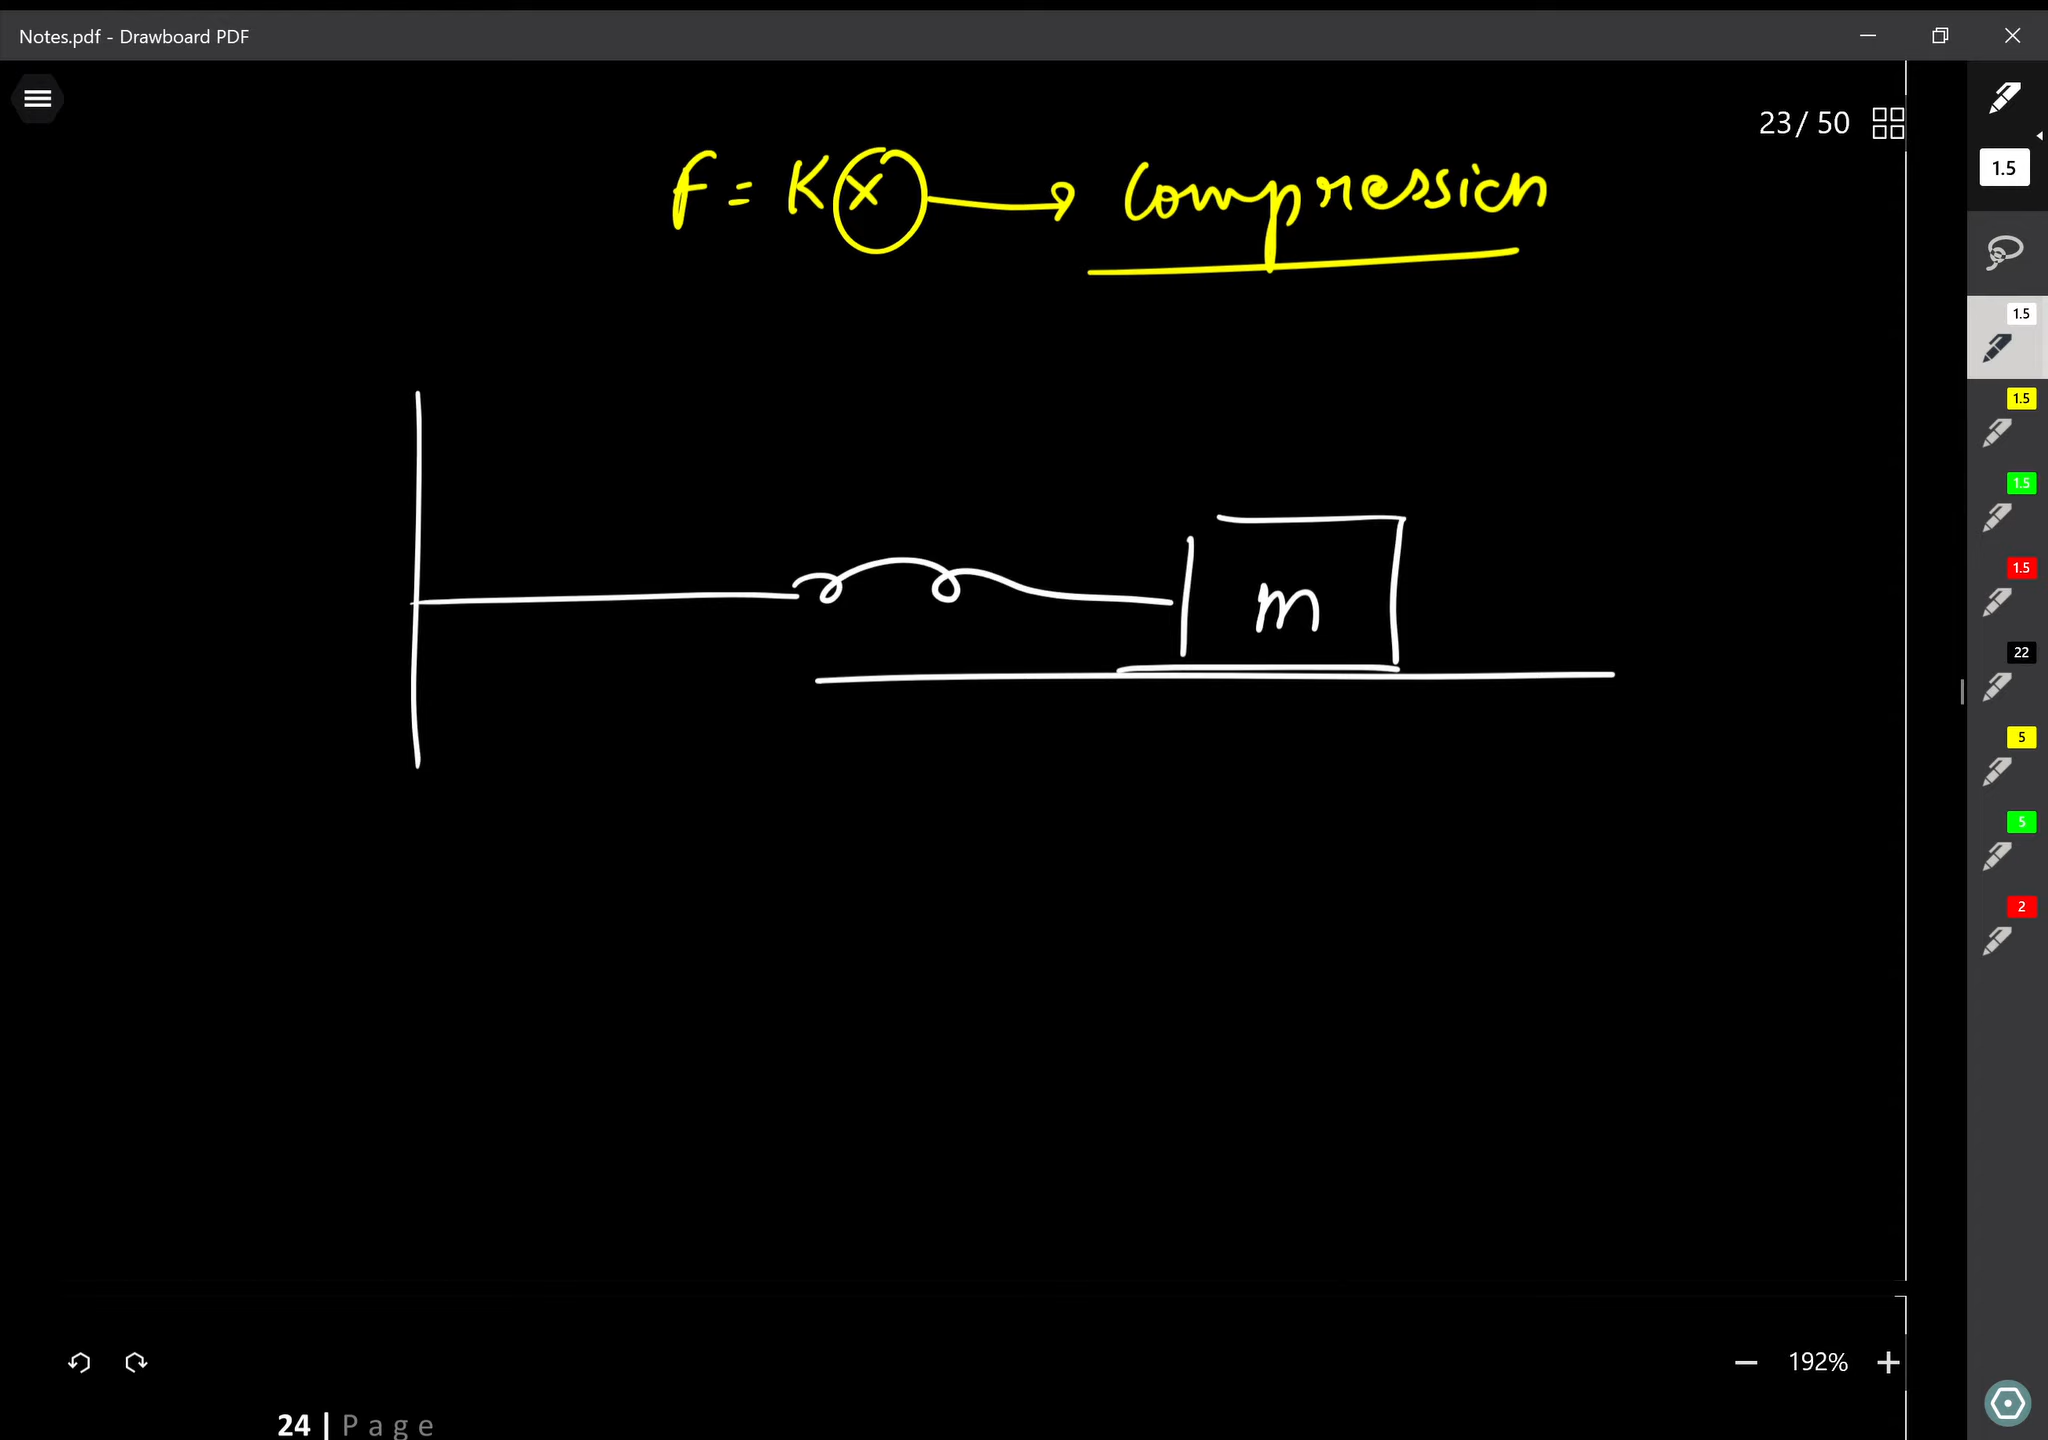 Notes.pdf - Drawboard PDF
23 / 50
F = K x → Compression
1.5
1.5
1.5
1.5
1.5
m
22
5
5
2
192%
24 | Page